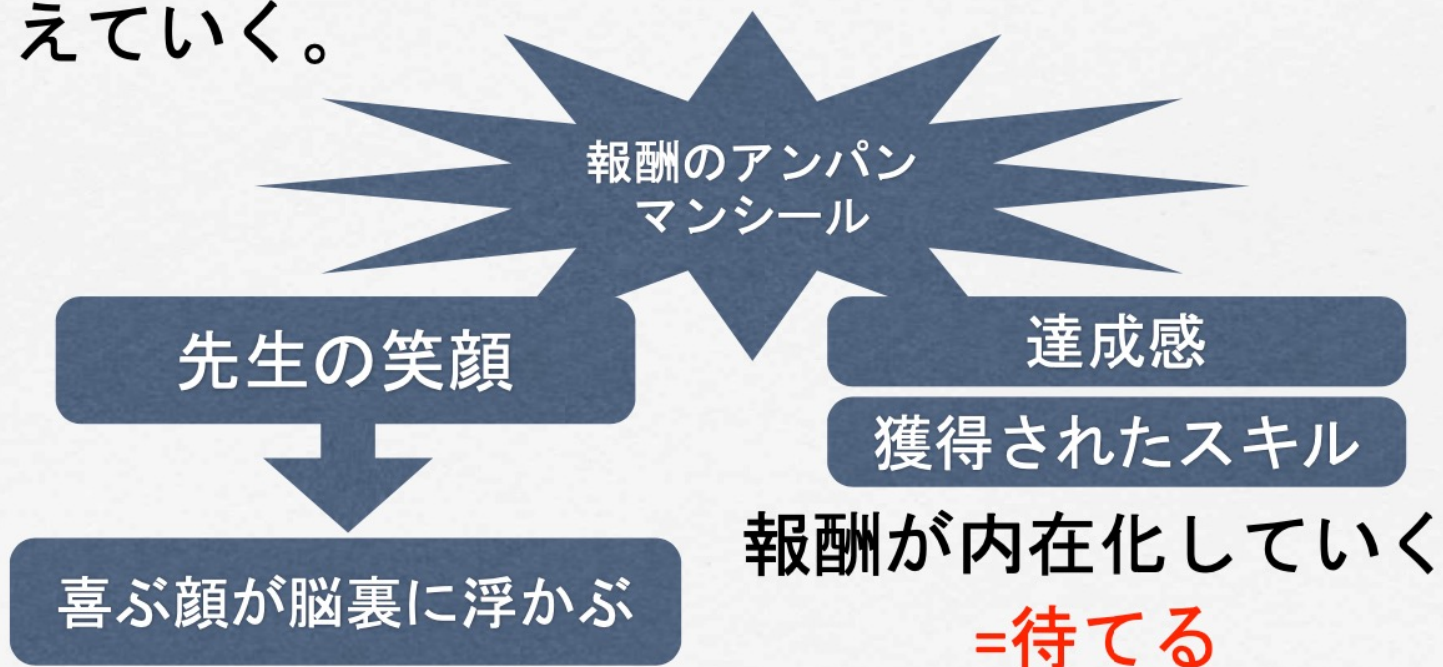 えていく。
報酬のアンパン
マンシール
先生の笑顔
達成感
獲得されたスキル
喜ぶ顔が脳裏に浮かぶ
報酬が内在化していく
=待てる